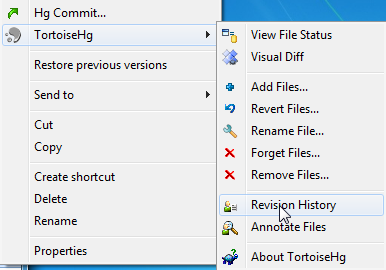 Hg Commit...
TortoiseHg
Restore previous versions
Send to
Cut
Copy
Create shortcut
Delete
Rename
Properties
View File Status
Visual Diff
Add Files...
Revert Files...
Rename File...
Forget Files...
Remove Files...
Revision History
Annotate Files
About TortoiseHg